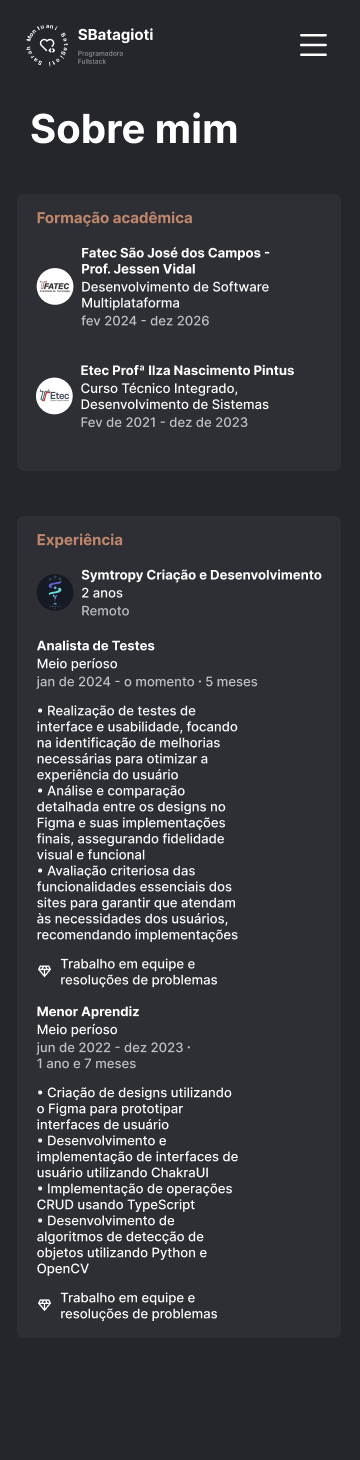 Sarah Montuani Batagioti
SBatagioti
Programadora
Fullstack
Sobre mim
Formação acadêmica
Fatec São José dos Campos -
Prof. Jessen Vidal
Desenvolvimento de Software
Multiplataforma
fev 2024 - dez 2026
FATEC
Etec Profª Ilza Nascimento Pintus
Curso Técnico Integrado,
Desenvolvimento de Sistemas
Fev de 2021 - dez de 2023
Etec
Experiência
Symtropy Criação e Desenvolvimento
2 anos
Remoto
Analista de Testes
Meio períoso
jan de 2024 - o momento · 5 meses
• Realização de testes de
interface e usabilidade, focando
na identificação de melhorias
necessárias para otimizar a
experiência do usuário
• Análise e comparação
detalhada entre os designs no
Figma e suas implementações
finais, assegurando fidelidade
visual e funcional
• Avaliação criteriosa das
funcionalidades essenciais dos
sites para garantir que atendam
às necessidades dos usuários,
recomendando implementações
Trabalho em equipe e
resoluções de problemas
Menor Aprendiz
Meio períoso
jun de 2022 - dez 2023 ·
1 ano e 7 meses
• Criação de designs utilizando
o Figma para prototipar
interfaces de usuário
• Desenvolvimento e
implementação de interfaces de
usuário utilizando ChakraUI
• Implementação de operações
CRUD usando TypeScript
• Desenvolvimento de
algoritmos de detecção de
objetos utilizando Python e
OpenCV
Trabalho em equipe e
resoluções de problemas